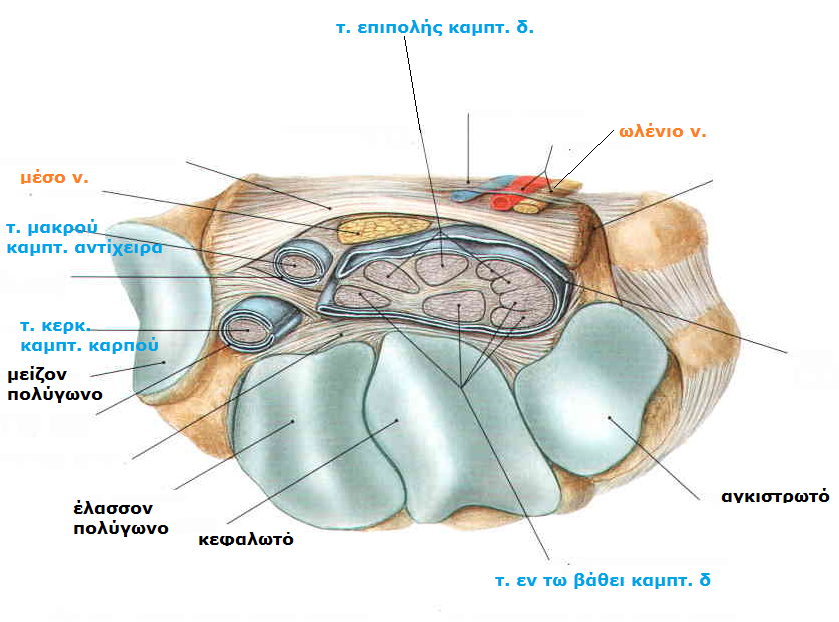 τ. επιπολής καμπτ. δ.
ωλένιο ν.
μέσο ν.
τ. μακρού
καμπτ. αντίχειρα
τ. κερκ.
καμπτ. καρπού
μείζον
πολύγωνο
έλασσον
πολύγωνο
κεφαλωτό
αγκιστρωτό
τ. εν τω βάθει καμπτ. δ